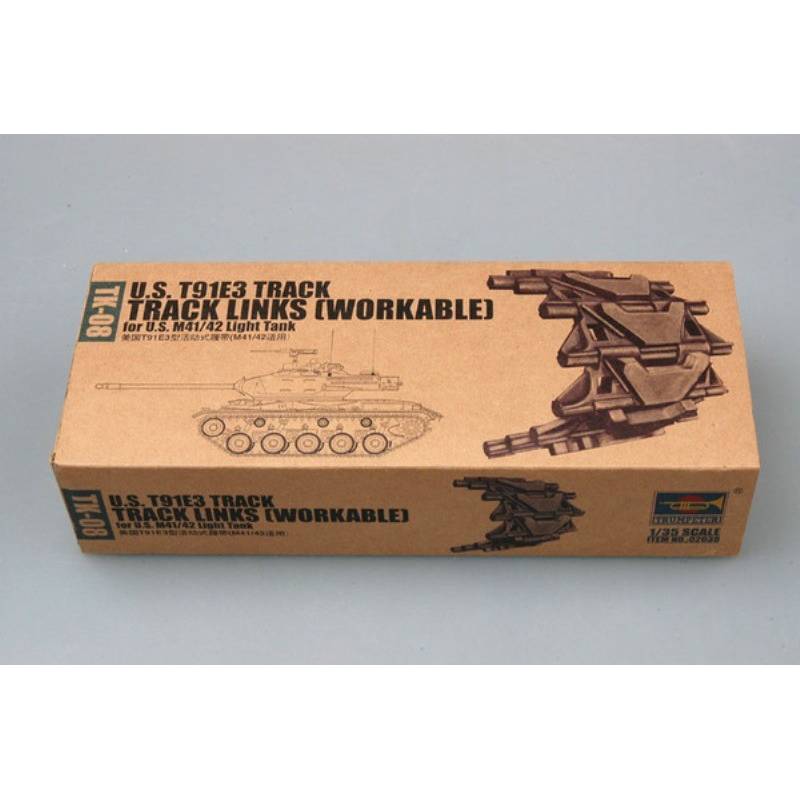 TK-08
U.S. T91E3 TRACK
TRACK LINKS (WORKABLE)
for U.S. M41/42 Light Tank
美国T91E3型活动式履带(M41/42适用)
TK-08
U.S. T91E3 TRACK
TRACK LINKS (WORKABLE)
for U.S. M41/42 Light Tank
美国T91E3型活动式履带(M41/42适用)
TRUMPETER
®
1/35 SCALE
ITEM NO.